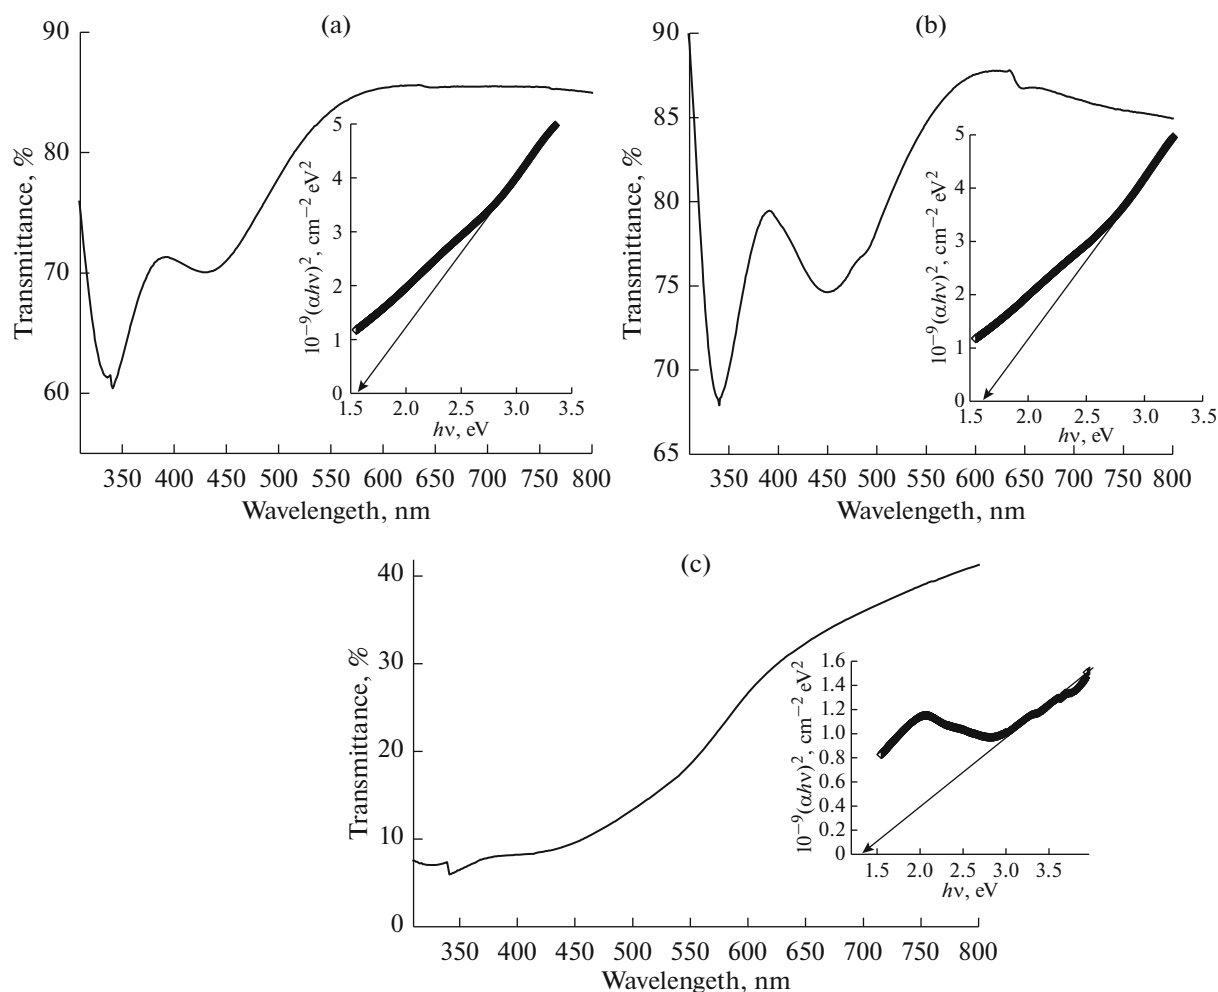 (a)
90
80
70
60
Transmittance, %
350 400 450 500 550 600 650 700 750 800
Wavelengeth, nm
5
4
3
2
1
0
10⁻⁹(αhν)², cm⁻² eV²
1.5 2.0 2.5 3.0 3.5
hν, eV
(b)
90
85
80
75
70
65
Transmittance, %
350 400 450 500 550 600 650 700 750 800
Wavelengeth, nm
5
4
3
2
1
0
10⁻⁹(αhν)², cm⁻² eV²
1.5 2.0 2.5 3.0 3.5
hν, eV
(c)
40
30
20
10
0
Transmittance, %
350 400 450 500 550 600 650 700 750 800
Wavelengeth, nm
1.6
1.4
1.2
1.0
0.8
0.6
0.4
0.2
0
10⁻⁹(αhν)², cm⁻² eV²
1.5 2.0 2.5 3.0 3.5
hν, eV